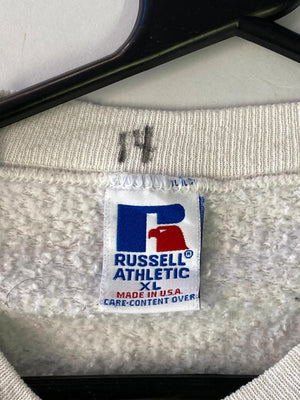 14
R
RUSSELL®
ATHLETIC
XL
MADE IN U.S.A.
CARE-CONTENT OVER